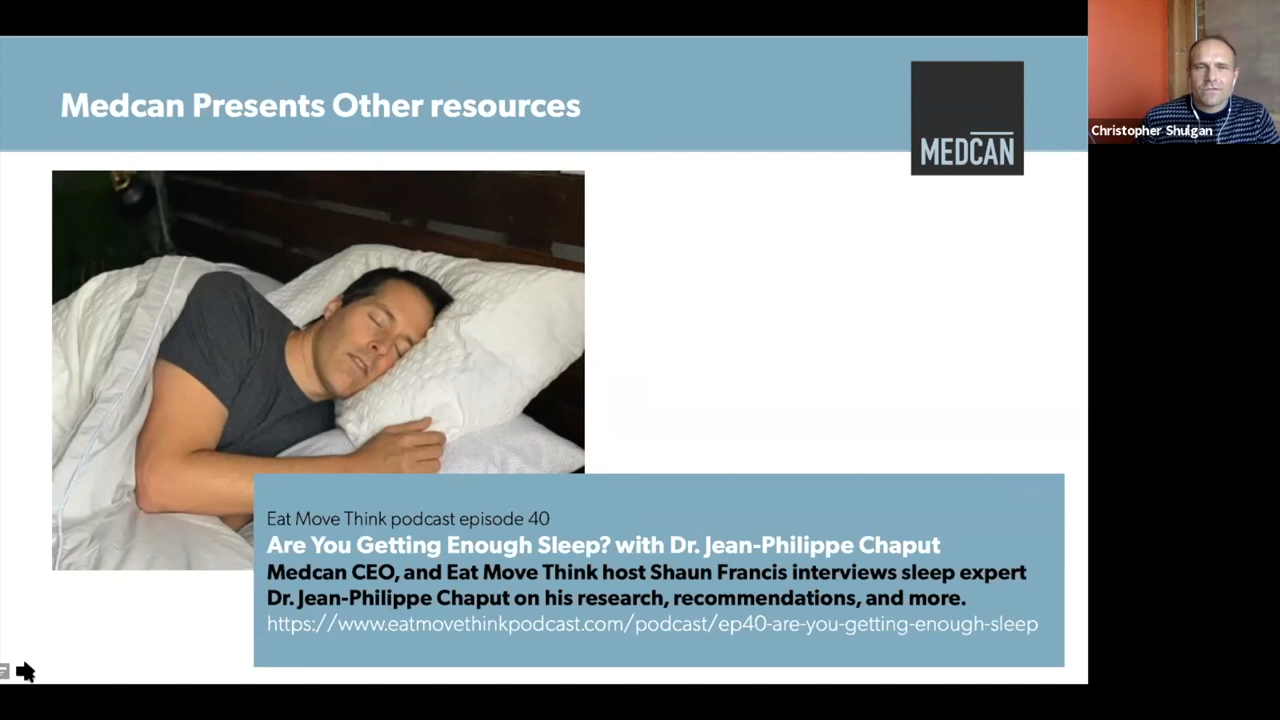 Medcan Presents Other resources
MEDCAN
Christopher Shulgan
Eat Move Think podcast episode 40
Are You Getting Enough Sleep? with Dr. Jean-Philippe Chaput
Medcan CEO, and Eat Move Think host Shaun Francis interviews sleep expert
Dr. Jean-Philippe Chaput on his research, recommendations, and more.
https://www.eatmovethinkpodcast.com/podcast/ep40-are-you-getting-enough-sleep